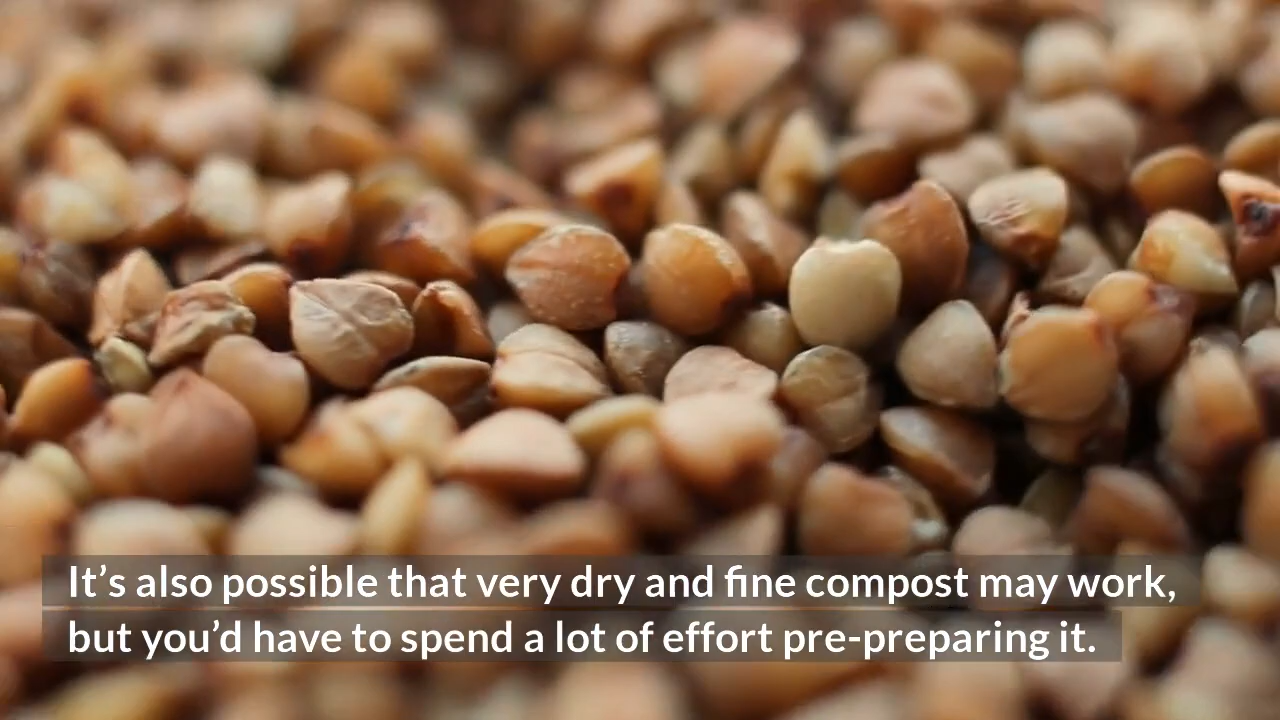 It’s also possible that very dry and fine compost may work,
but you’d have to spend a lot of effort pre-preparing it.